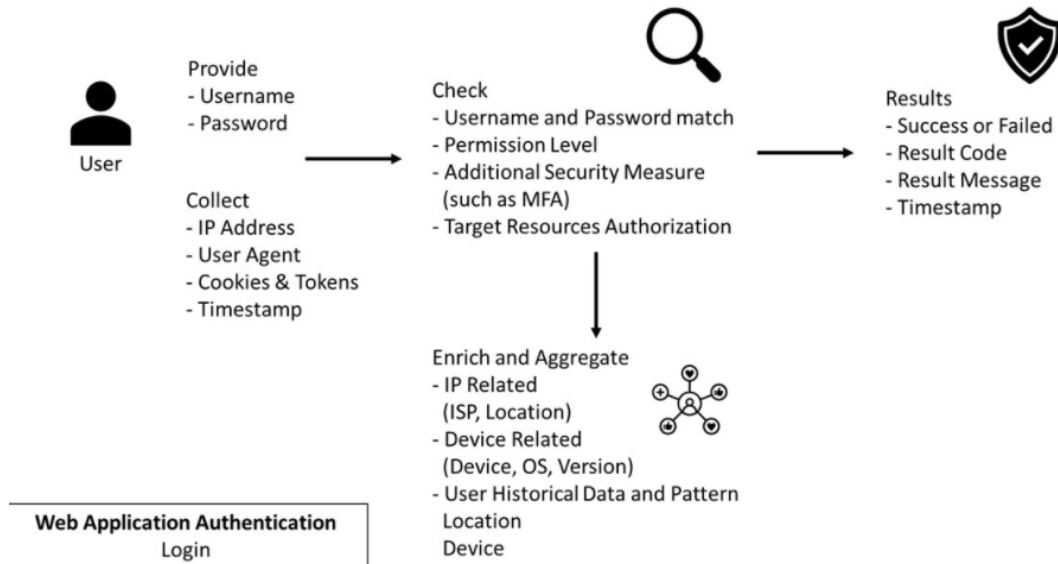 User
Provide
- Username
- Password
Collect
- IP Address
- User Agent
- Cookies & Tokens
- Timestamp
Check
- Username and Password match
- Permission Level
- Additional Security Measure
(such as MFA)
- Target Resources Authorization
Results
- Success or Failed
- Result Code
- Result Message
- Timestamp
Enrich and Aggregate
- IP Related
(ISP, Location)
- Device Related
(Device, OS, Version)
- User Historical Data and Pattern
Location
Device
Web Application Authentication
Login